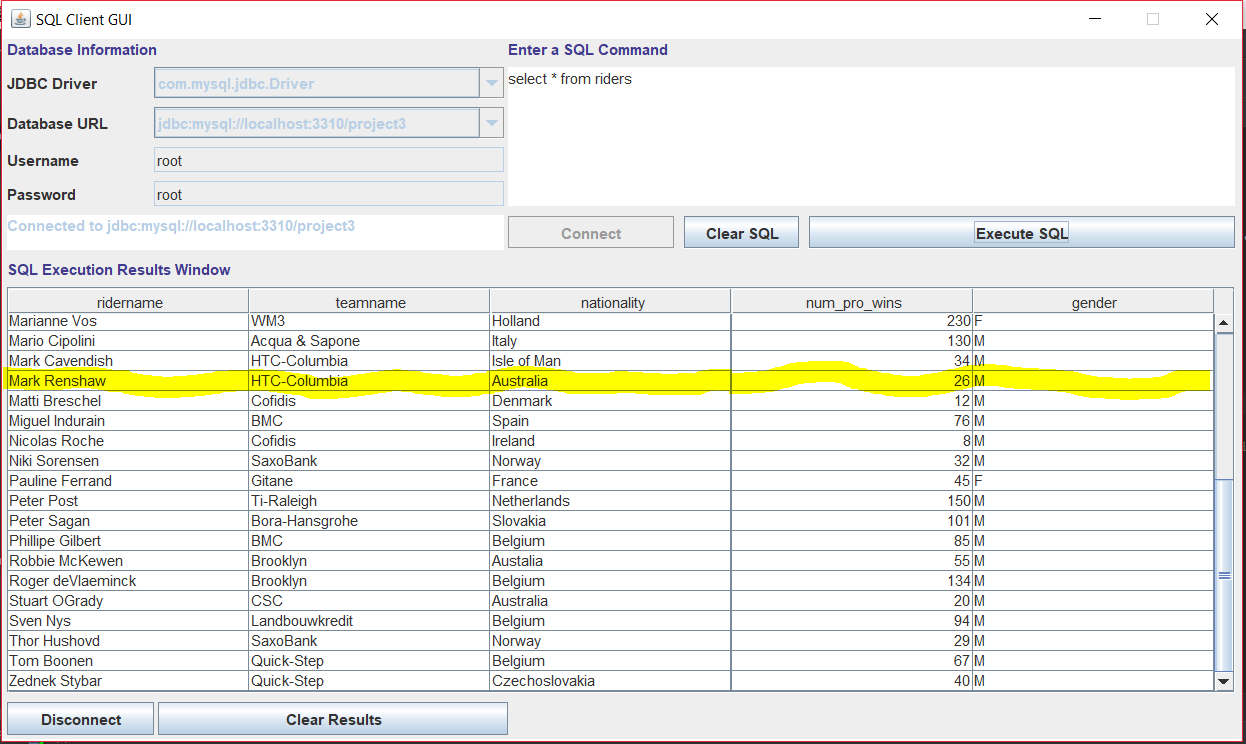 SQL Client GUI
Database Information
Enter a SQL Command
JDBC Driver
com.mysql.jdbc.Driver
select * from riders
Database URL
jdbc:mysql://localhost:3310/project3
Username
root
Password
root
Connected to jdbc:mysql://localhost:3310/project3
Connect
Clear SQL
Execute SQL
SQL Execution Results Window
ridername teamname nationality num_pro_wins gender
Marianne Vos WM3 Holland 230 F
Mario Cipolini Acqua & Sapone Italy 130 M
Mark Cavendish HTC-Columbia Isle of Man 34 M
Mark Renshaw HTC-Columbia Australia 26 M
Matti Breschel Cofidis Denmark 12 M
Miguel Indurain BMC Spain 76 M
Nicolas Roche Cofidis Ireland 8 M
Niki Sorensen SaxoBank Norway 32 M
Pauline Ferrand Gitane France 45 F
Peter Post Ti-Raleigh Netherlands 150 M
Peter Sagan Bora-Hansgrohe Slovakia 101 M
Phillipe Gilbert BMC Belgium 85 M
Robbie McKewen Brooklyn Austalia 55 M
Roger deVlaeminck Brooklyn Belgium 134 M
Stuart OGrady CSC Australia 20 M
Sven Nys Landbouwkredit Belgium 94 M
Thor Hushovd SaxoBank Norway 29 M
Tom Boonen Quick-Step Belgium 67 M
Zednek Stybar Quick-Step Czechoslovakia 40 M
Disconnect
Clear Results